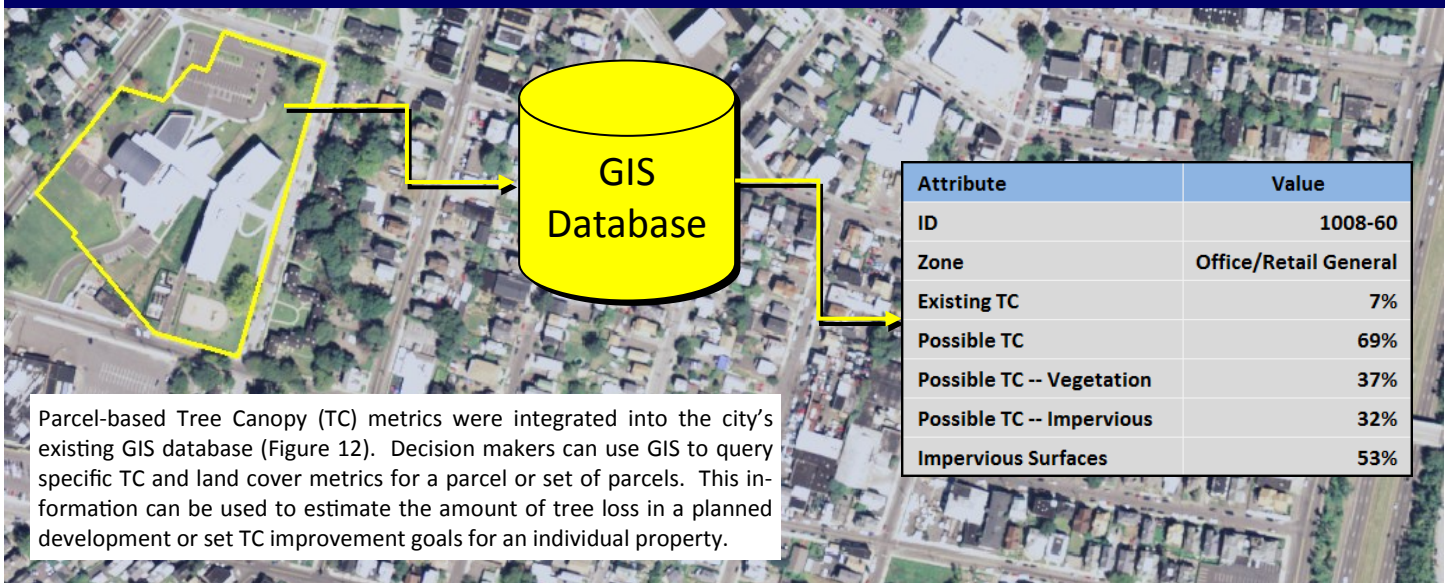 GIS
Database
Attribute Value
ID 1008-60
Zone Office/Retail General
Existing TC 7%
Possible TC 69%
Possible TC -- Vegetation 37%
Possible TC -- Impervious 32%
Impervious Surfaces 53%
Parcel-based Tree Canopy (TC) metrics were integrated into the city’s
existing GIS database (Figure 12). Decision makers can use GIS to query
specific TC and land cover metrics for a parcel or set of parcels. This in-
formation can be used to estimate the amount of tree loss in a planned
development or set TC improvement goals for an individual property.